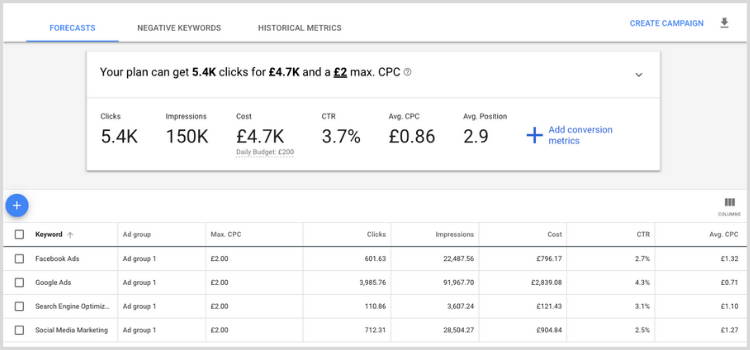 FORECASTS NEGATIVE KEYWORDS HISTORICAL METRICS CREATE CAMPAIGN
Your plan can get 5.4K clicks for £4.7K and a £2 max. CPC
Clicks Impressions Cost CTR Avg. CPC Avg. Position
5.4K 150K £4.7K 3.7% £0.86 2.9 Add conversion metrics
Daily Budget: £200
COLUMNS
Keyword Ad group Max. CPC Clicks Impressions Cost CTR Avg. CPC
Facebook Ads Ad group 1 £2.00 601.63 22,487.56 £796.17 2.7% £1.32
Google Ads Ad group 1 £2.00 3,985.76 91,967.70 £2,839.08 4.3% £0.71
Search Engine Optimiz... Ad group 1 £2.00 110.86 3,607.24 £121.43 3.1% £1.10
Social Media Marketing Ad group 1 £2.00 712.31 28,504.27 £904.84 2.5% £1.27